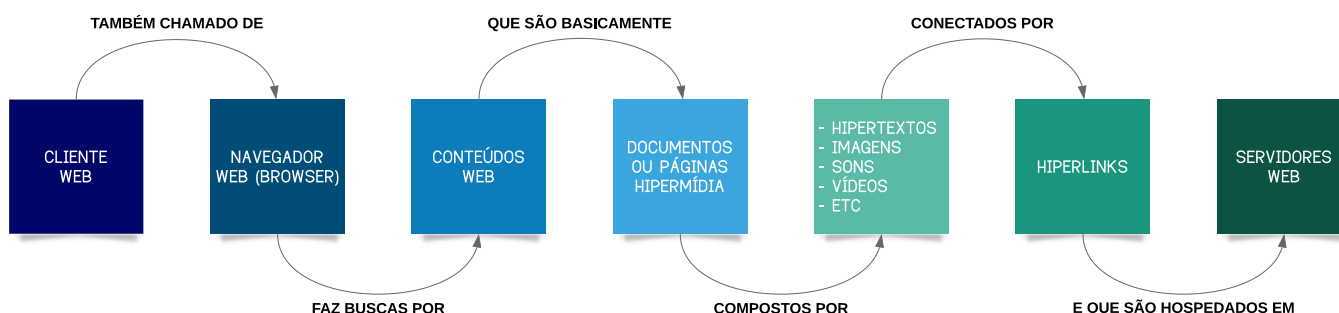 TAMBÉM CHAMADO DE
QUE SÃO BASICAMENTE
CONECTADOS POR
CLIENTE
WEB
NAVEGADOR
WEB (BROWSER)
CONTEÚDOS
WEB
DOCUMENTOS
OU PÁGINAS
HIPERMÍDIA
- HIPERTEXTOS
- IMAGENS
- SONS
- VÍDEOS
- ETC
HIPERLINKS
SERVIDORES
WEB
FAZ BUSCAS POR
COMPOSTOS POR
E QUE SÃO HOSPEDADOS EM